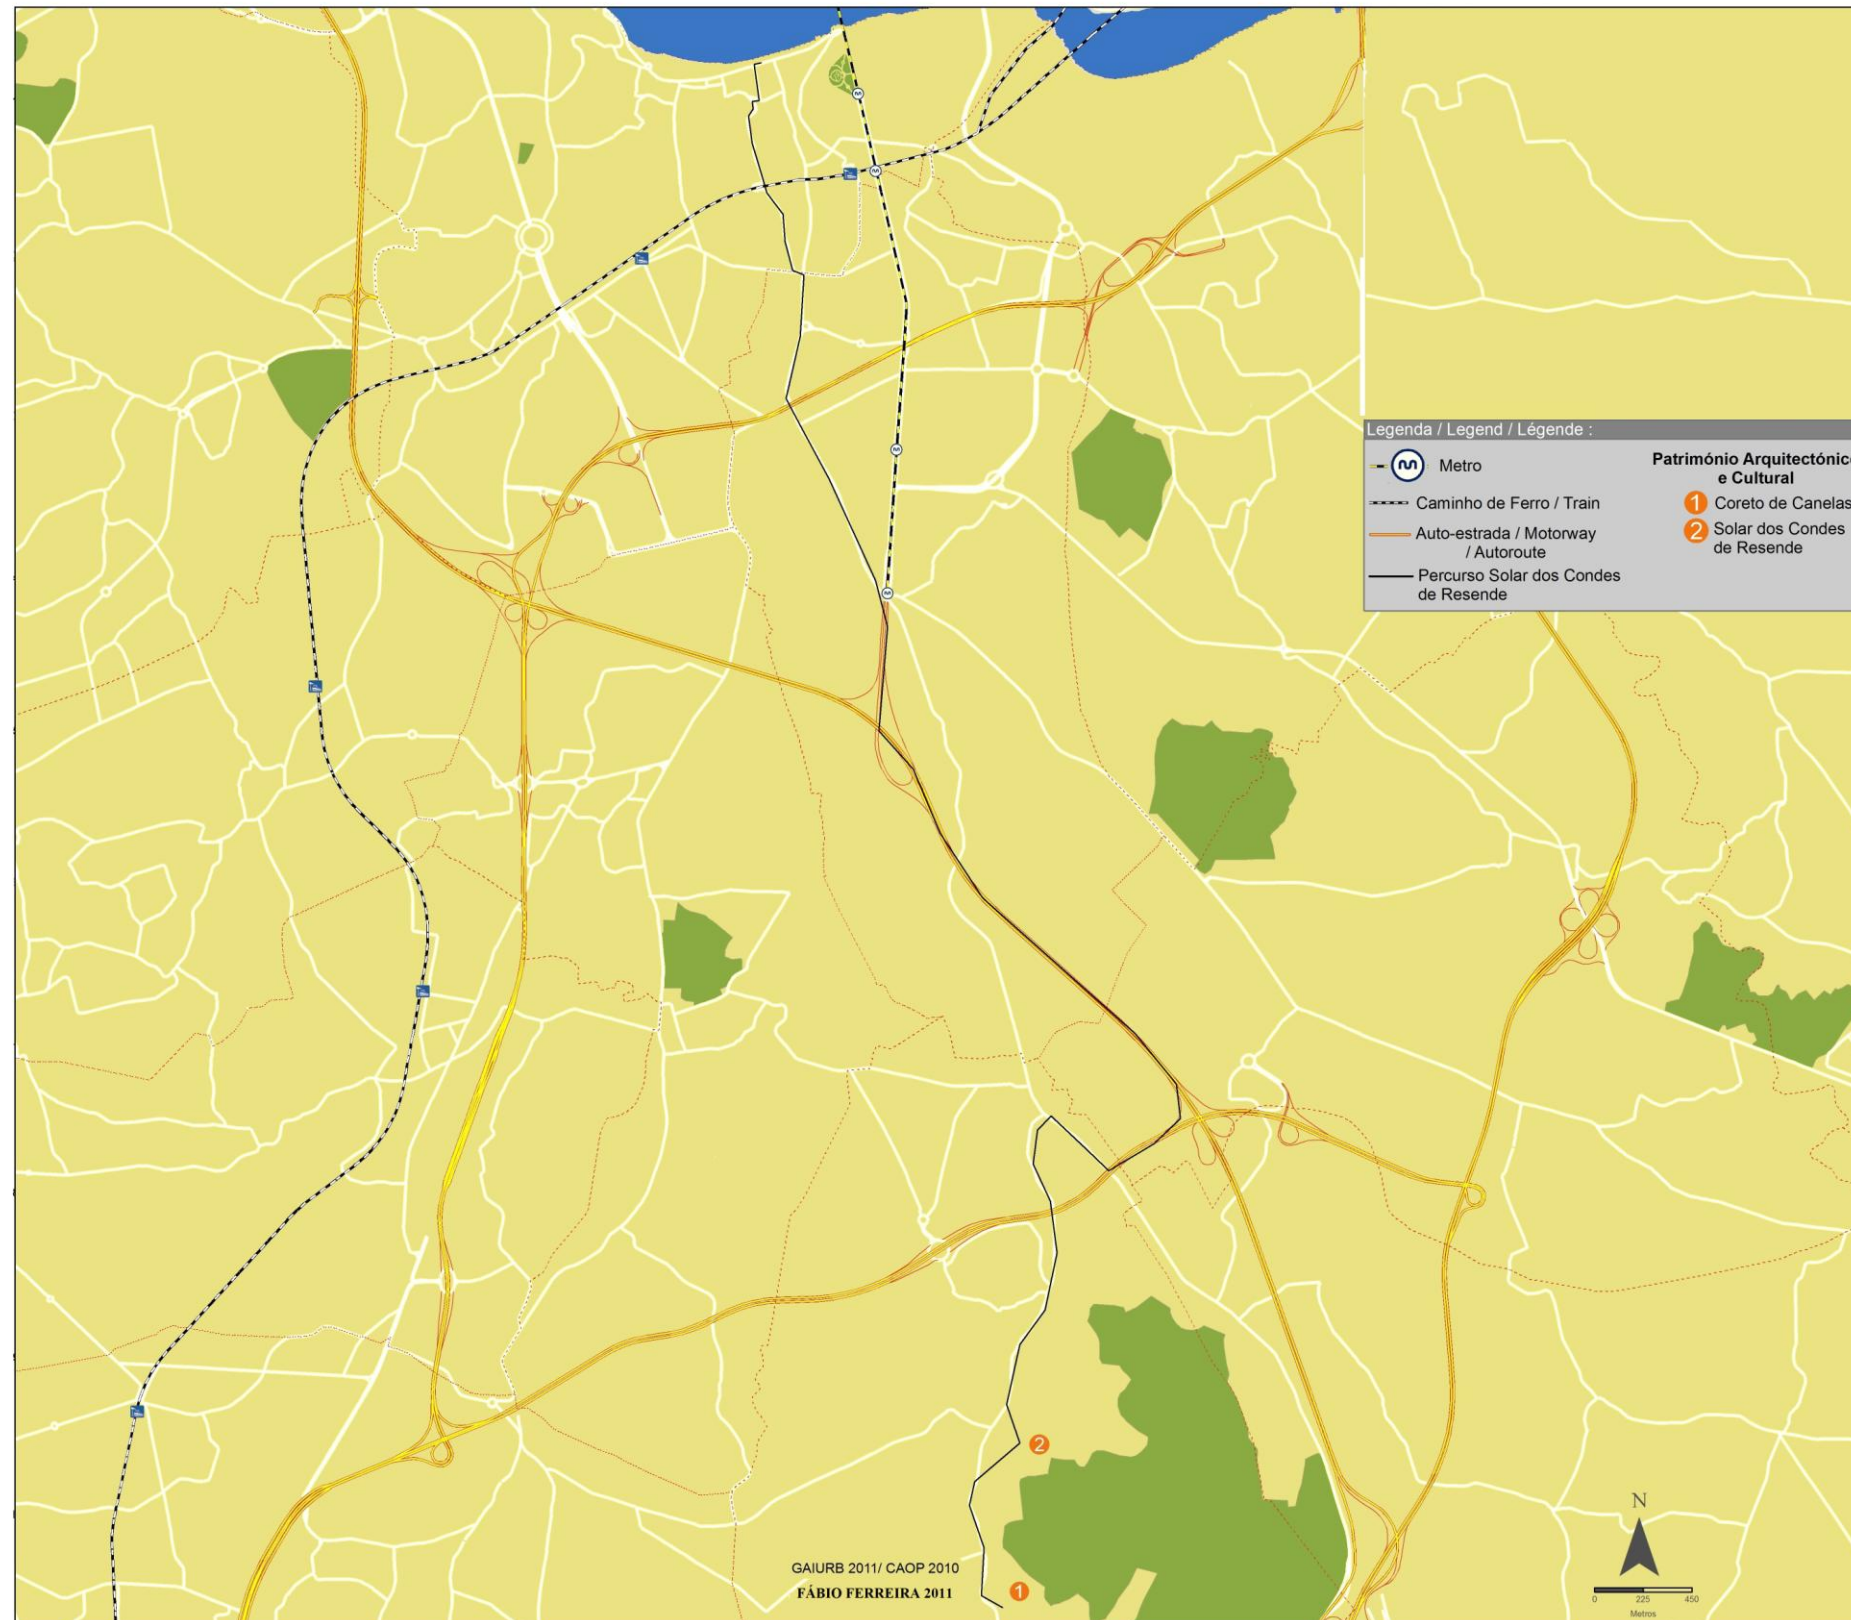 Legenda / Legend / Légende :
Metro
Caminho de Ferro / Train
Auto-estrada / Motorway
/ Autoroute
Percurso Solar dos Condes
de Resende
Património Arquitectónico
e Cultural
1 Coreto de Canelas
2 Solar dos Condes
de Resende
2
1
GAIURB 2011/ CAOP 2010
FÁBIO FERREIRA 2011
N
0 225 450
Metros